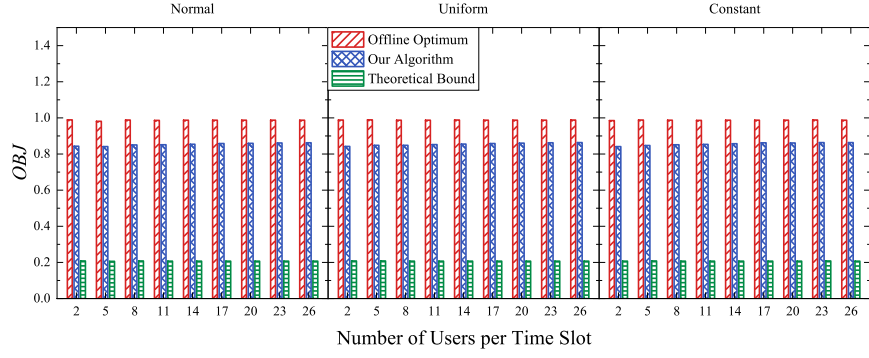 Normal Uniform Constant
1.4
1.2
1.0
0.8
0.6
0.4
0.2
0.0
OBJ
Offline Optimum
Our Algorithm
Theoretical Bound
2 5 8 11 14 17 20 23 26 2 5 8 11 14 17 20 23 26 2 5 8 11 14 17 20 23 26
Number of Users per Time Slot